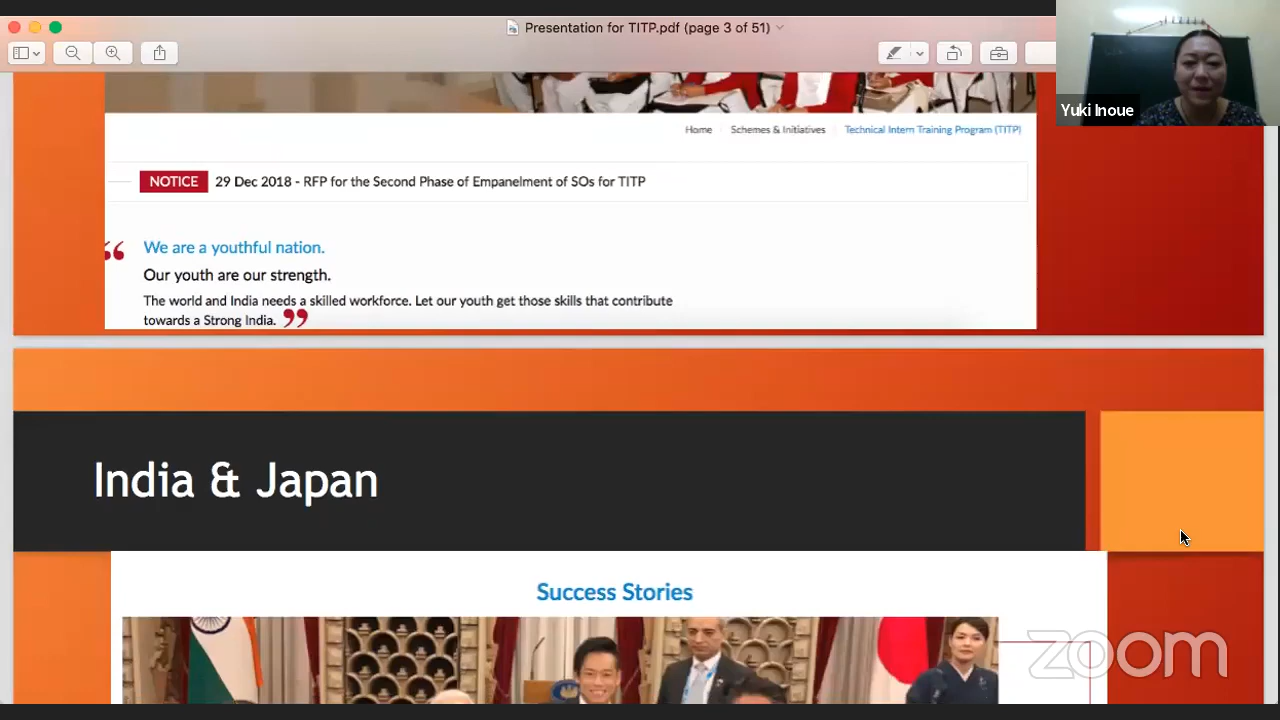 Presentation for TITP.pdf (page 3 of 51)
Yuki Inoue
Home Schemes & Initiatives Technical Intern Training Program (TITP)
NOTICE 29 Dec 2018 - RFP for the Second Phase of Empanelment of SOs for TITP
“ We are a youthful nation.
Our youth are our strength.
The world and India needs a skilled workforce. Let our youth get those skills that contribute
towards a Strong India. ”
India & Japan
Success Stories
zoom